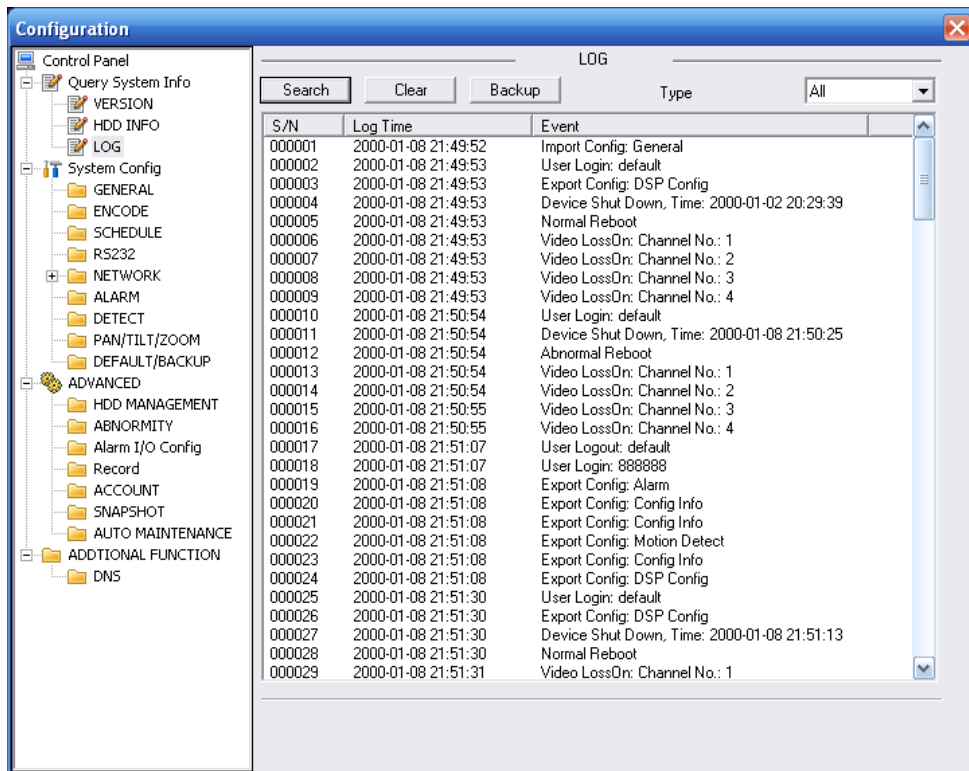 Configuration
Control Panel
Query System Info
VERSION
HDD INFO
LOG
System Config
GENERAL
ENCODE
SCHEDULE
RS232
NETWORK
ALARM
DETECT
PAN/TILT/ZOOM
DEFAULT/BACKUP
ADVANCED
HDD MANAGEMENT
ABNORMITY
Alarm I/O Config
Record
ACCOUNT
SNAPSHOT
AUTO MAINTENANCE
ADDTIONAL FUNCTION
DNS
LOG
Search Clear Backup Type All
S/N Log Time Event
000001 2000-01-08 21:49:52 Import Config: General
000002 2000-01-08 21:49:53 User Login: default
000003 2000-01-08 21:49:53 Export Config: DSP Config
000004 2000-01-08 21:49:53 Device Shut Down, Time: 2000-01-02 20:29:39
000005 2000-01-08 21:49:53 Normal Reboot
000006 2000-01-08 21:49:53 Video LossOn: Channel No.: 1
000007 2000-01-08 21:49:53 Video LossOn: Channel No.: 2
000008 2000-01-08 21:49:53 Video LossOn: Channel No.: 3
000009 2000-01-08 21:49:53 Video LossOn: Channel No.: 4
000010 2000-01-08 21:50:54 User Login: default
000011 2000-01-08 21:50:54 Device Shut Down, Time: 2000-01-08 21:50:25
000012 2000-01-08 21:50:54 Abnormal Reboot
000013 2000-01-08 21:50:54 Video LossOn: Channel No.: 1
000014 2000-01-08 21:50:54 Video LossOn: Channel No.: 2
000015 2000-01-08 21:50:55 Video LossOn: Channel No.: 3
000016 2000-01-08 21:50:55 Video LossOn: Channel No.: 4
000017 2000-01-08 21:51:07 User Logout: default
000018 2000-01-08 21:51:07 User Login: 888888
000019 2000-01-08 21:51:08 Export Config: Alarm
000020 2000-01-08 21:51:08 Export Config: Config Info
000021 2000-01-08 21:51:08 Export Config: Config Info
000022 2000-01-08 21:51:08 Export Config: Motion Detect
000023 2000-01-08 21:51:08 Export Config: Config Info
000024 2000-01-08 21:51:08 Export Config: DSP Config
000025 2000-01-08 21:51:30 User Login: default
000026 2000-01-08 21:51:30 Export Config: DSP Config
000027 2000-01-08 21:51:30 Device Shut Down, Time: 2000-01-08 21:51:13
000028 2000-01-08 21:51:30 Normal Reboot
000029 2000-01-08 21:51:31 Video LossOn: Channel No.: 1